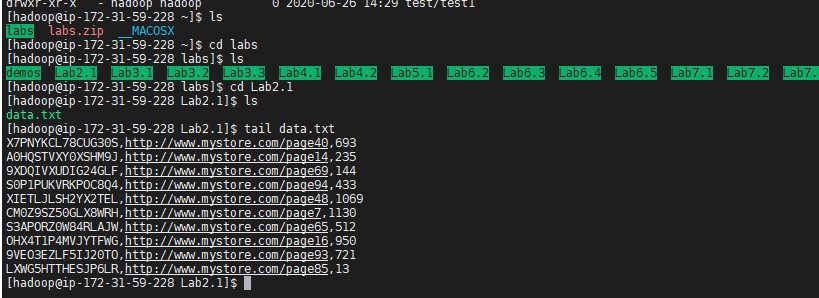 drwxr-xr-x - hadoop hadoop 0 2020-06-26 14:29 test/test1
[hadoop@ip-172-31-59-228 ~]$ ls
labs labs.zip __MACOSX
[hadoop@ip-172-31-59-228 ~]$ cd labs
[hadoop@ip-172-31-59-228 labs]$ ls
demos Lab2.1 Lab3.1 Lab3.2 Lab3.3 Lab4.1 Lab4.2 Lab5.1 Lab6.2 Lab6.3 Lab6.4 Lab6.5 Lab7.1 Lab7.2 Lab7.
[hadoop@ip-172-31-59-228 labs]$ cd Lab2.1
[hadoop@ip-172-31-59-228 Lab2.1]$ ls
data.txt
[hadoop@ip-172-31-59-228 Lab2.1]$ tail data.txt
X7PNYKCL78CUG30S,http://www.mystore.com/page40,693
A0HQSTVXY0XSHM9J,http://www.mystore.com/page14,235
9XDQIVXUDIG24GLF,http://www.mystore.com/page69,144
S0P1PUKVRKPOC8Q4,http://www.mystore.com/page94,433
XIETLJLSH2YX2TEL,http://www.mystore.com/page48,1069
CM0Z9SZ50GLX8WRH,http://www.mystore.com/page7,1130
S3APORZ0W84RLAJW,http://www.mystore.com/page65,512
OHX4T1P4MVJYTFWG,http://www.mystore.com/page16,950
9VEO3EZLF5IJ20TO,http://www.mystore.com/page93,721
LXWG5HTTHESJP6LR,http://www.mystore.com/page85,13
[hadoop@ip-172-31-59-228 Lab2.1]$